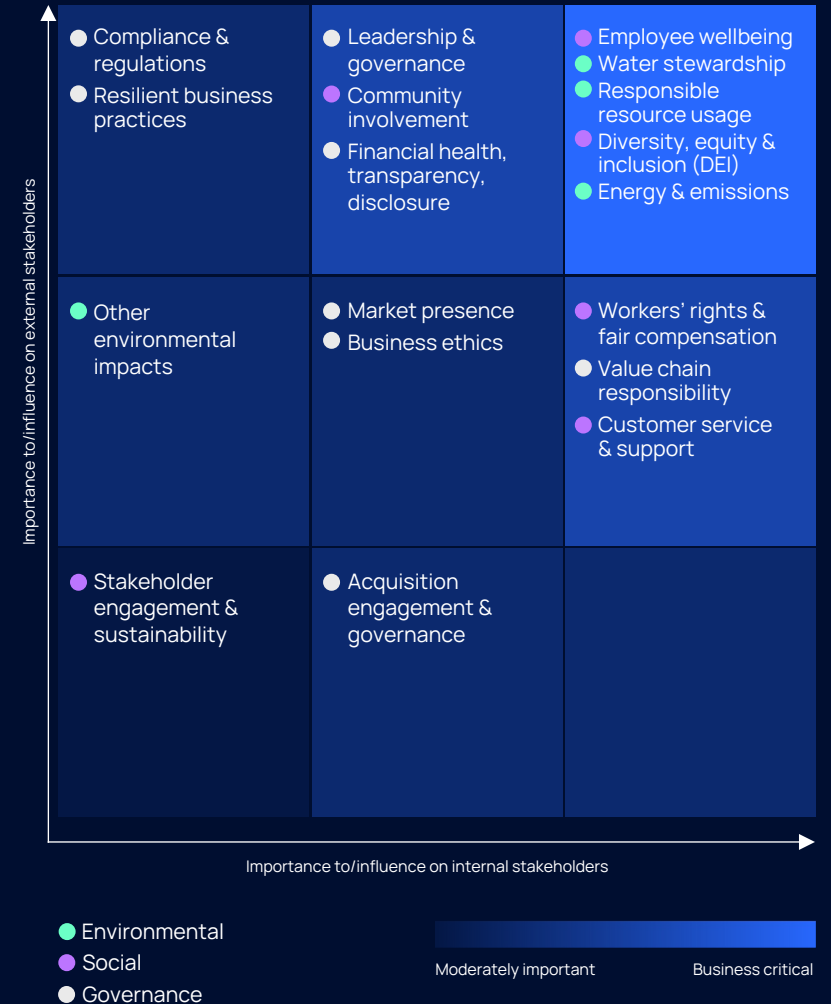 Importance to/influence on external stakeholders
Compliance &
regulations
Resilient business
practices
Leadership &
governance
Community
involvement
Financial health,
transparency,
disclosure
Employee wellbeing
Water stewardship
Responsible
resource usage
Diversity, equity &
inclusion (DEI)
Energy & emissions
Other
environmental
impacts
Market presence
Business ethics
Workers’ rights &
fair compensation
Value chain
responsibility
Customer service
& support
Stakeholder
engagement &
sustainability
Acquisition
engagement &
governance
Importance to/influence on internal stakeholders
Environmental
Social
Governance
Moderately important
Business critical